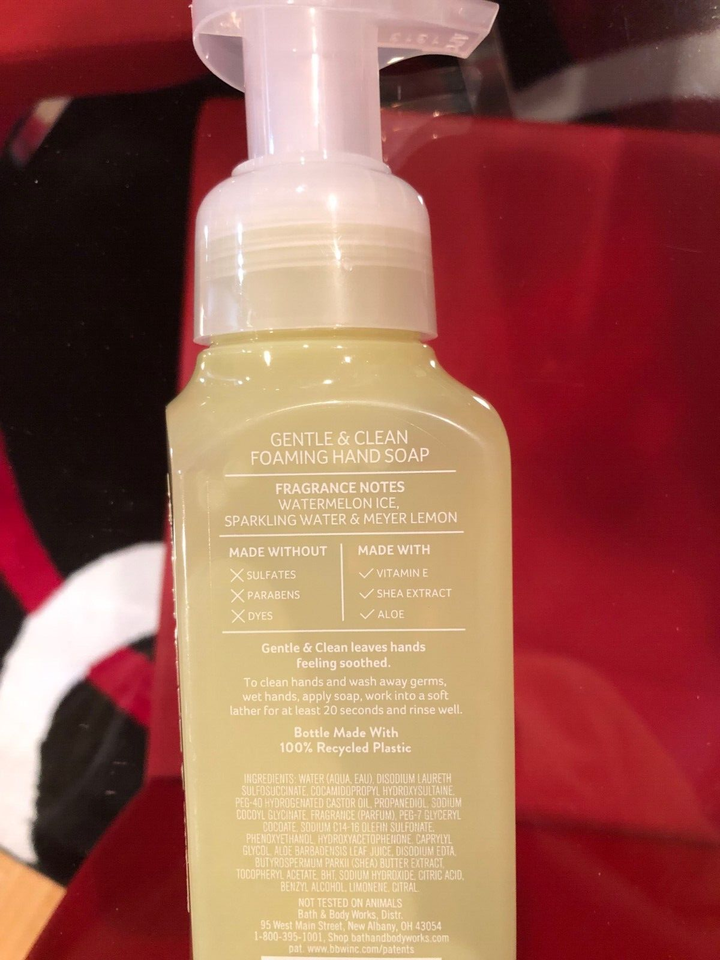 GENTLE & CLEAN
FOAMING HAND SOAP
FRAGRANCE NOTES
WATERMELON ICE,
SPARKLING WATER & MEYER LEMON
MADE WITHOUT
SULFATES
PARABENS
DYES
MADE WITH
VITAMIN E
SHEA EXTRACT
ALOE
Gentle & Clean leaves hands
feeling soothed.
To clean hands and wash away germs,
wet hands, apply soap, work into a soft
lather for at least 20 seconds and rinse well.
Bottle Made With
100% Recycled Plastic
INGREDIENTS: WATER (AQUA, EAU), DISODIUM LAURETH
SULFOSUCCINATE, COCAMIDOPROPYL HYDROXYSULTAINE,
PEG-40 HYDROGENATED CASTOR OIL, PROPANEDIOL, SODIUM
COCOYL GLYCINATE, FRAGRANCE (PARFUM), PEG-7 GLYCERYL
COCOATE, SODIUM C14-16 OLEFIN SULFONATE,
PHENOXYETHANOL, HYDROXYACETOPHENONE, CAPRYLYL
GLYCOL, ALOE BARBADENSIS LEAF JUICE, DISODIUM EDTA,
BUTYROSPERMUM PARKII (SHEA) BUTTER EXTRACT,
TOCOPHERYL ACETATE, BHT, SODIUM HYDROXIDE, CITRIC ACID,
BENZYL ALCOHOL, LIMONENE, CITRAL.
NOT TESTED ON ANIMALS
Bath & Body Works, Distr.
95 West Main Street, New Albany, OH 43054
1-800-395-1001, Shop bathandbodyworks.com
pat. www.bbwinc.com/patents